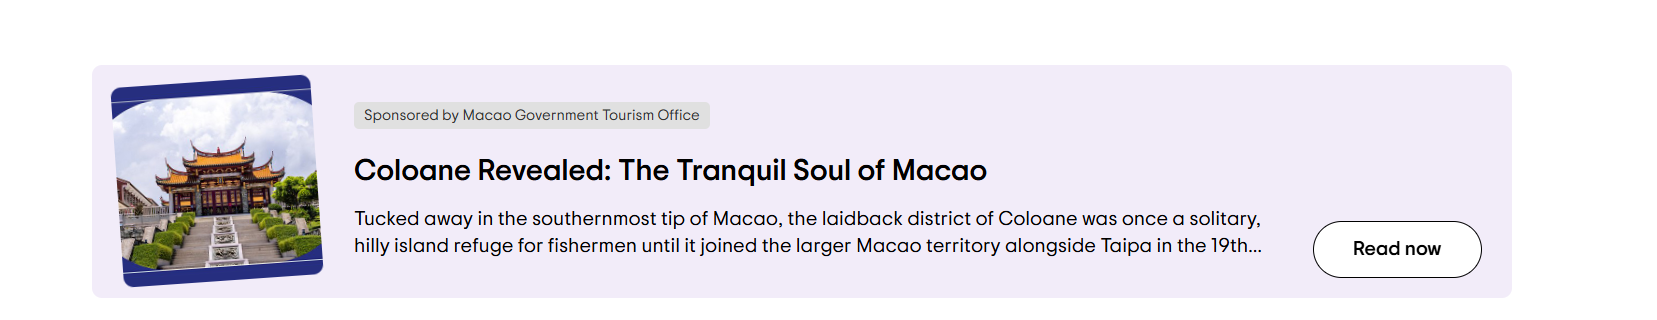 Sponsored by Macao Government Tourism Office
Coloane Revealed: The Tranquil Soul of Macao
Tucked away in the southernmost tip of Macao, the laidback district of Coloane was once a solitary,
hilly island refuge for fishermen until it joined the larger Macao territory alongside Taipa in the 19th...
Read now